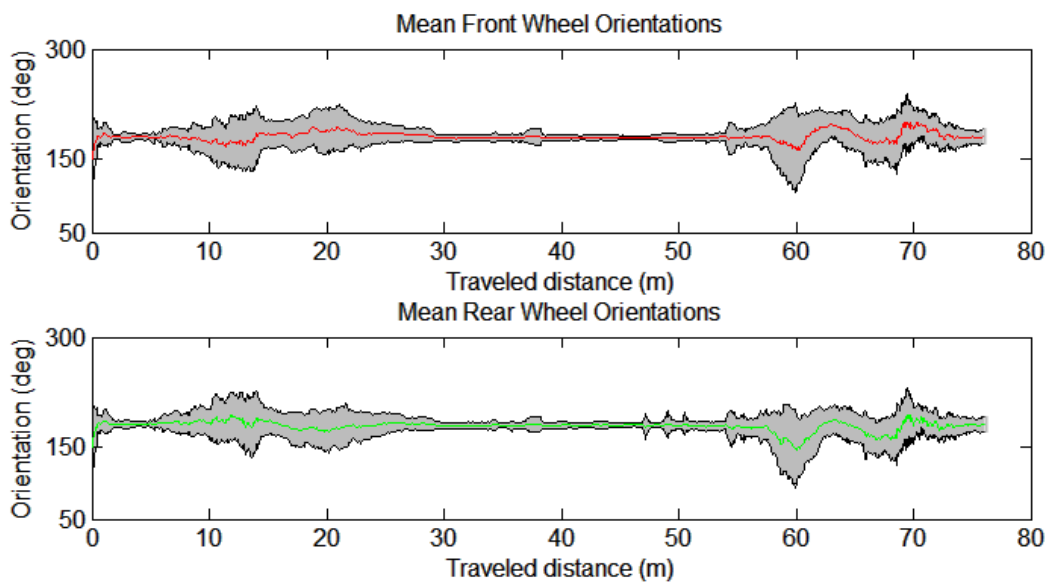 Mean Front Wheel Orientations
300
150
50
Orientation (deg)
0 10 20 30 40 50 60 70 80
Traveled distance (m)
Mean Rear Wheel Orientations
300
150
50
Orientation (deg)
0 10 20 30 40 50 60 70 80
Traveled distance (m)